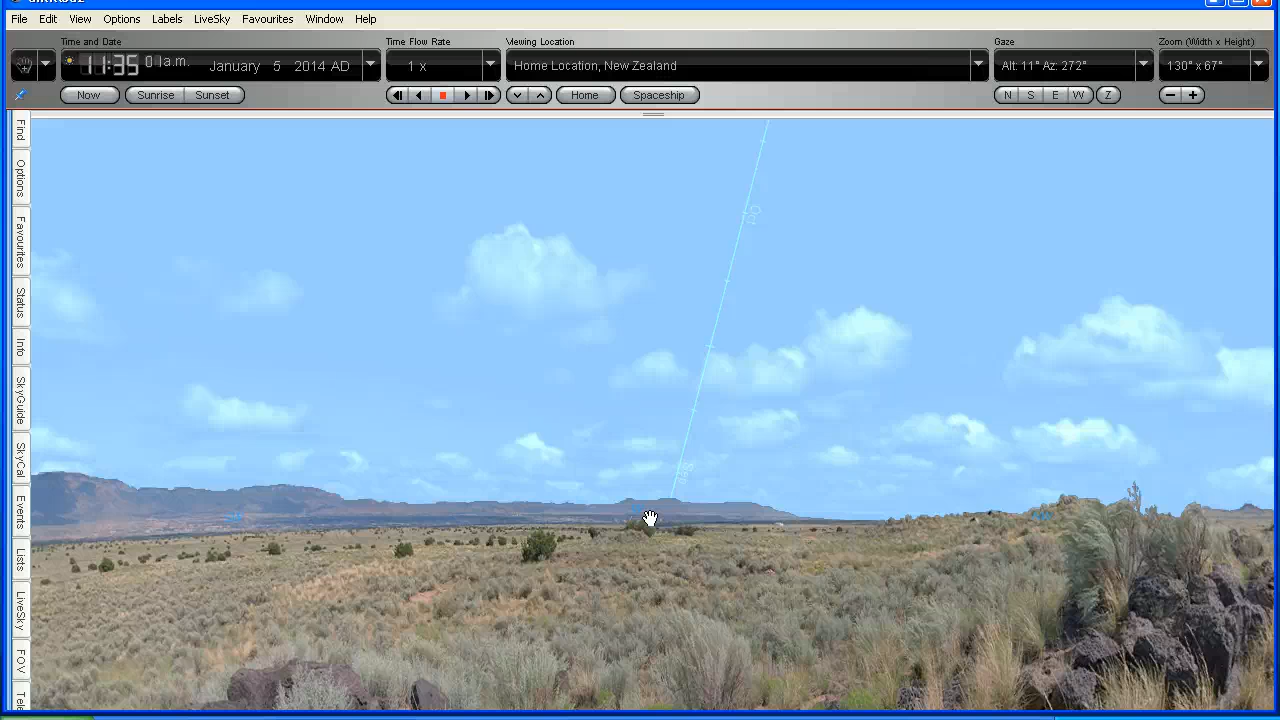 File Edit View Options Labels LiveSky Favourites Window Help
Time and Date Time Flow Rate Viewing Location Gaze Zoom (Width x Height)
11:35 01a.m. January 5 2014 AD 1 x Home Location, New Zealand Alt: 11° Az: 272° 130° x 67°
Now Sunrise Sunset Home Spaceship N S E W Z
Find
Options
Favourites
Status
Info
SkyGuide
SkyCal
Events
Lists
LiveSky
FOV
Tele